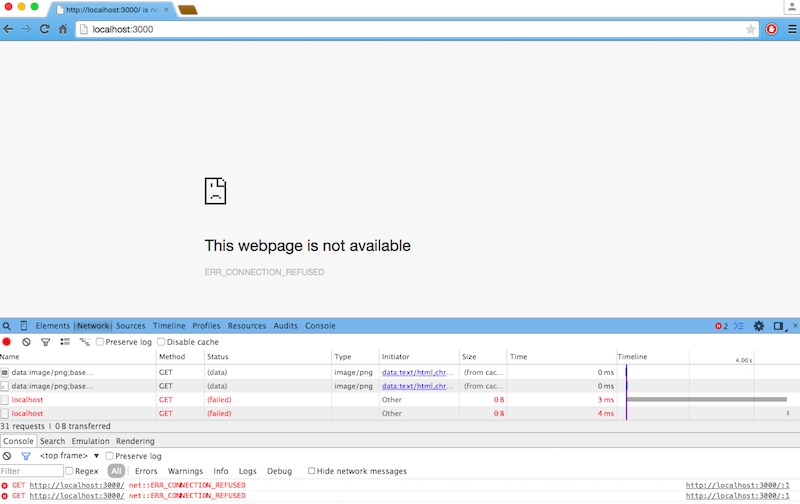 http://localhost:3000/ is no
localhost:3000
This webpage is not available
ERR_CONNECTION_REFUSED
Elements Network Sources Timeline Profiles Resources Audits Console 2
Preserve log Disable cache
Name Method Status Type Initiator Size Time Timeline 4.00 s
data:image/png;base… GET (data) image/png data:text/html,chr… (from cac… 0 ms
data:image/png;base… GET (data) image/png data:text/html,chr… (from cac… 0 ms
localhost GET (failed) Other 0 B 3 ms
localhost GET (failed) Other 0 B 4 ms
31 requests | 0 B transferred
Console Search Emulation Rendering
<top frame> Preserve log
Filter Regex All Errors Warnings Info Logs Debug Hide network messages
GET http://localhost:3000/ net::ERR_CONNECTION_REFUSED http://localhost:3000/:1
GET http://localhost:3000/ net::ERR_CONNECTION_REFUSED http://localhost:3000/:1